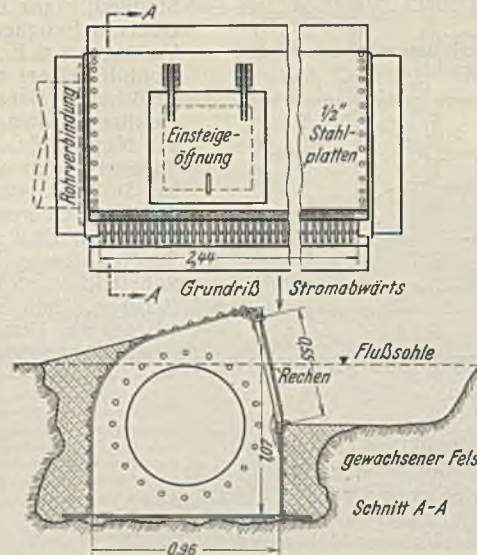 A
Rohrverbindung
Einsteige-
öffnung
1/2"
Stahl-
platten
2,44
A
Grundriß
Stromabwärts
0,55
Flußsohle
Rechen
1,07
gewachsener Fels
Schnitt A-A
0,96